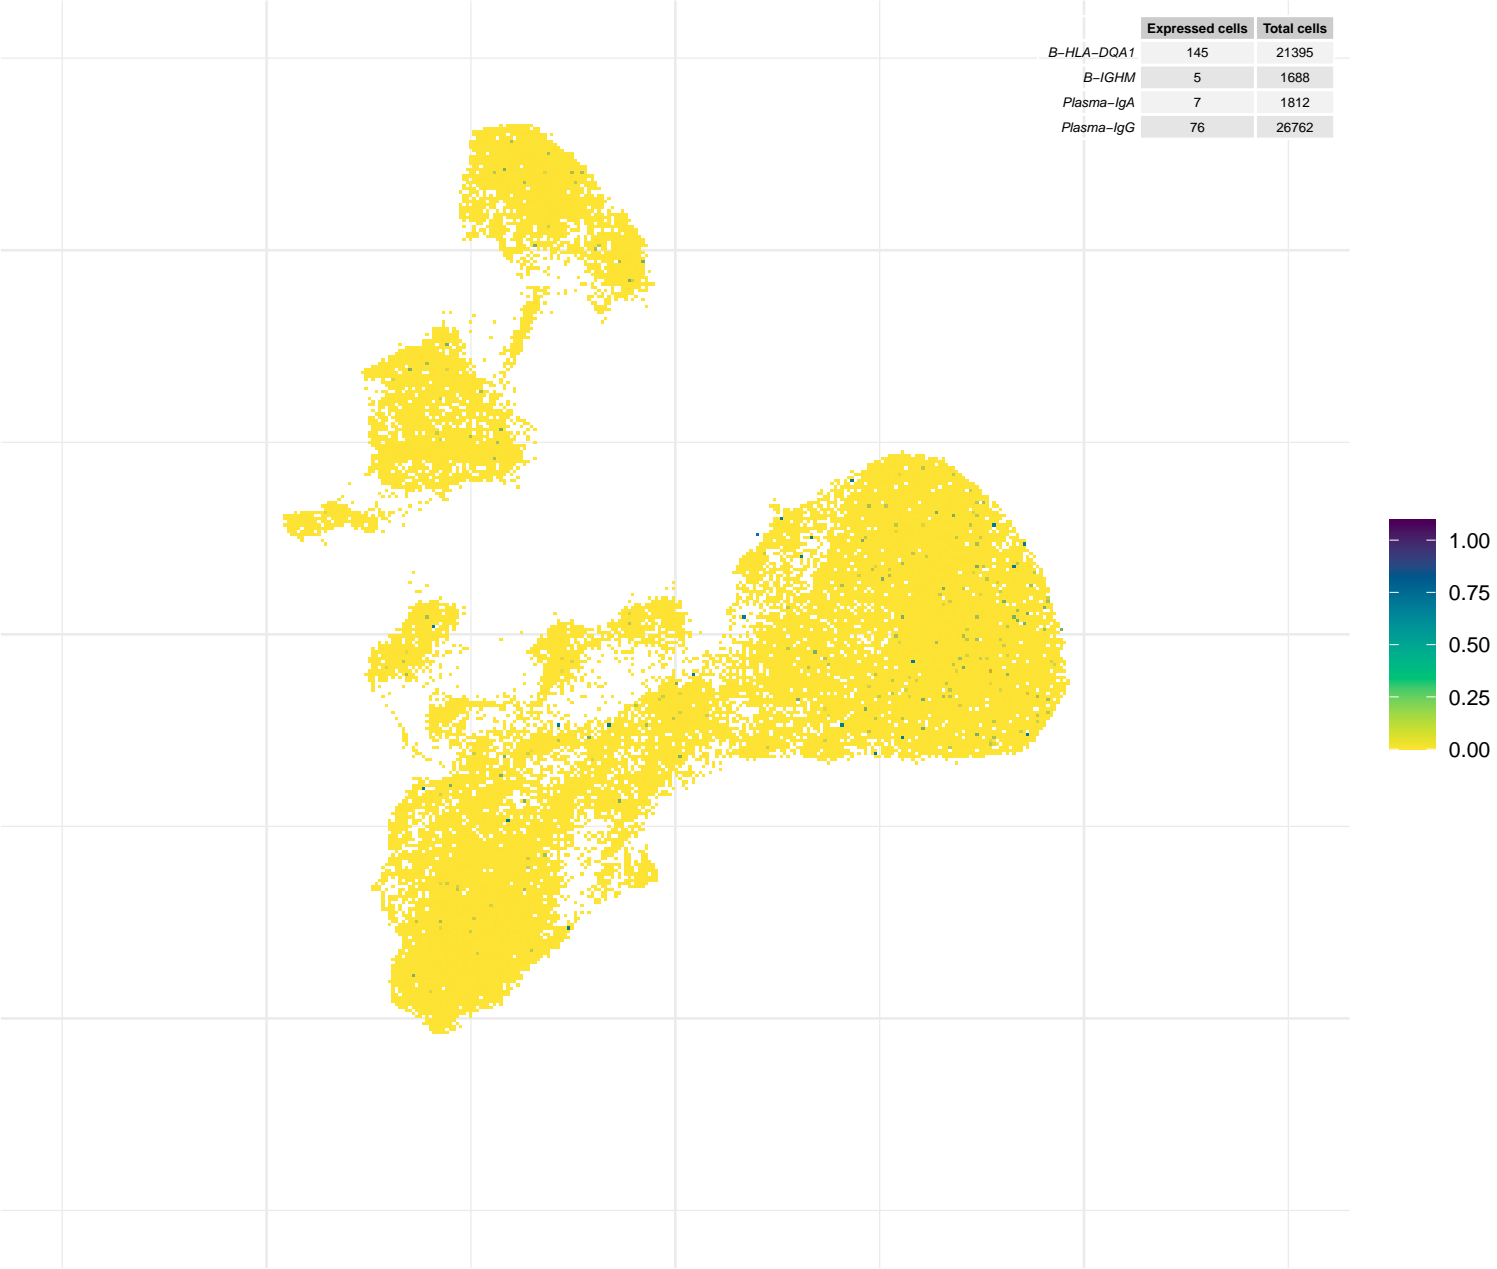 Expressed cells Total cells
B−HLA−DQA1 145 21395
B−IGHM 5 1688
Plasma−IgA 7 1812
Plasma−IgG 76 26762
1.00
0.75
0.50
0.25
0.00